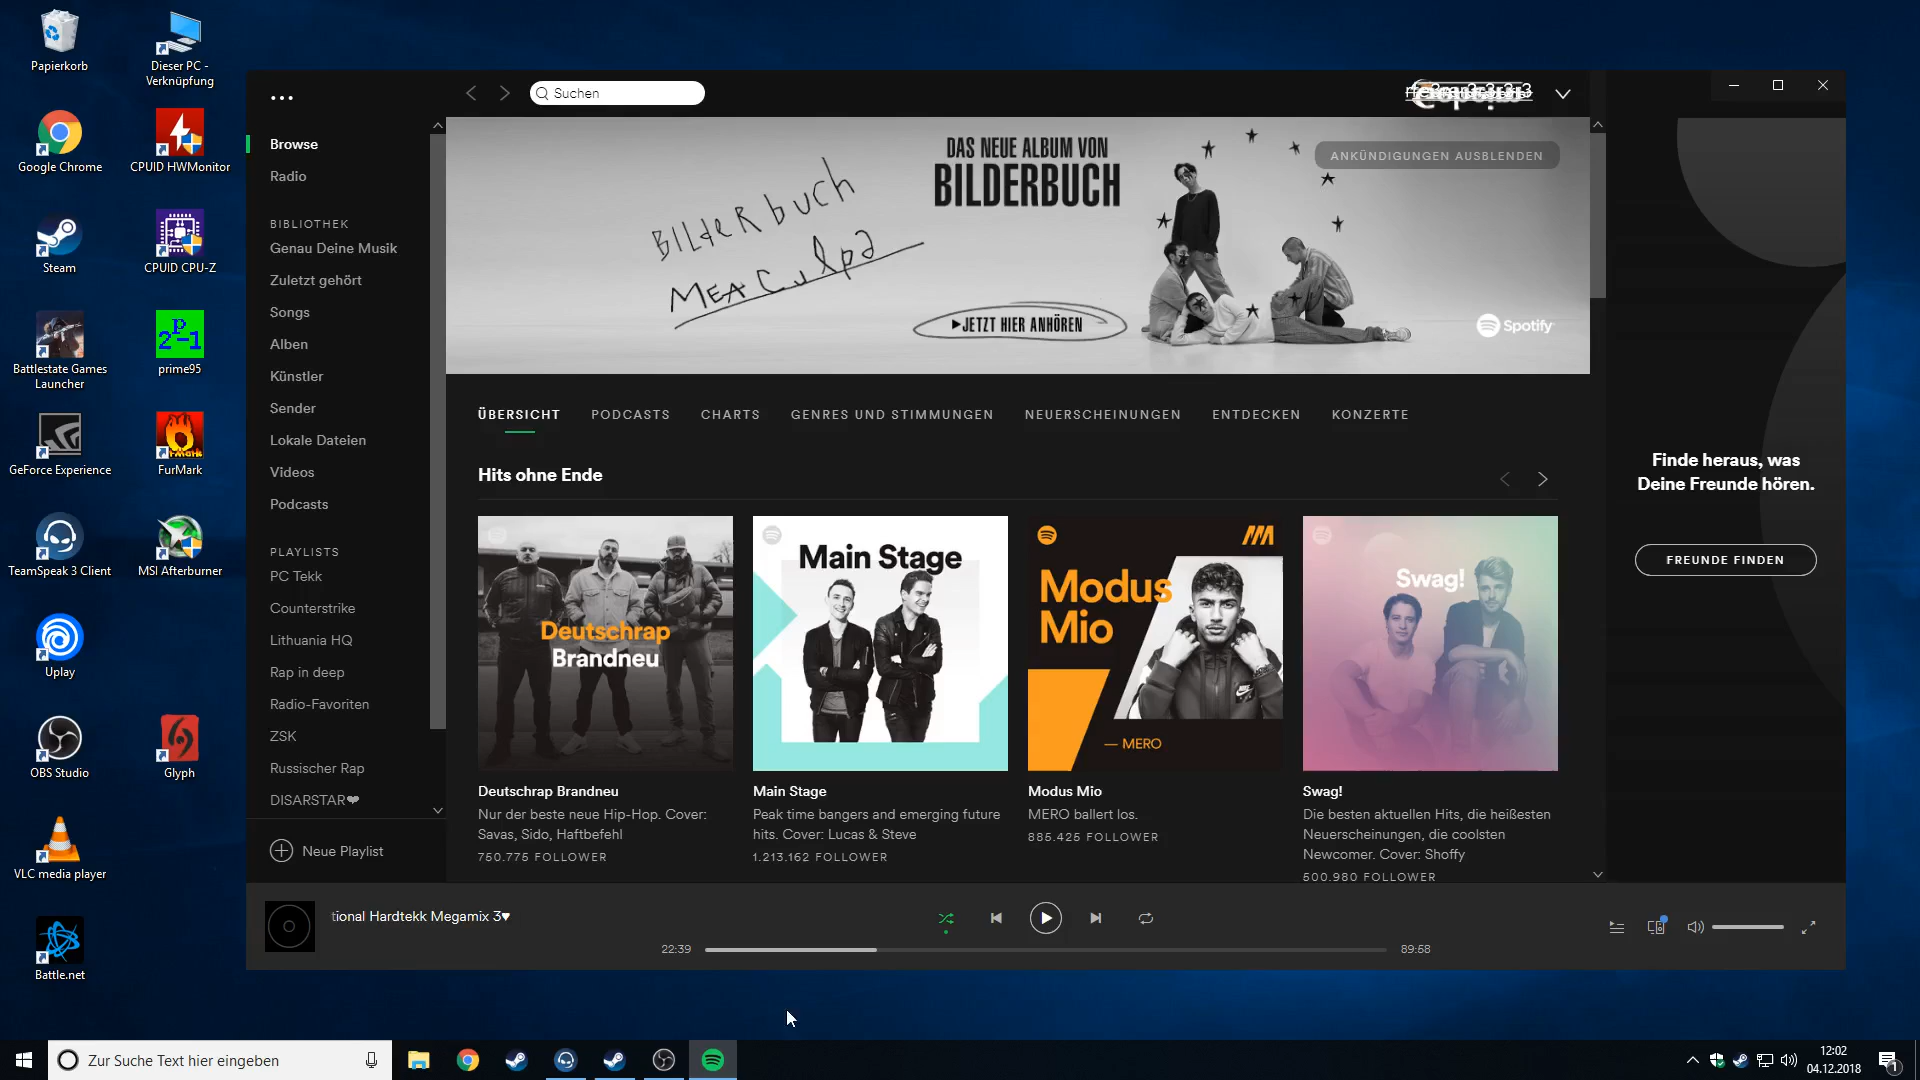 Papierkorb
Dieser PC -
Verknüpfung
Google Chrome
CPUID HWMonitor
Steam
CPUID CPU-Z
Battlestate Games
Launcher
prime95
GeForce Experience
FurMark
TeamSpeak 3 Client
MSI Afterburner
Uplay
OBS Studio
Glyph
VLC media player
Battle.net
Suchen
Browse
Radio
BIBLIOTHEK
Genau Deine Musik
Zuletzt gehört
Songs
Alben
Künstler
Sender
Lokale Dateien
Videos
Podcasts
PLAYLISTS
PC Tekk
Counterstrike
Lithuania HQ
Rap in deep
Radio-Favoriten
ZSK
Russischer Rap
DISARSTAR❤
Neue Playlist
BILdeRbuch
MEA Culpa
DAS NEUE ALBUM VON
BILDERBUCH
▶JETZT HIER ANHÖREN
ANKÜNDIGUNGEN AUSBLENDEN
Spotify
ÜBERSICHT PODCASTS CHARTS GENRES UND STIMMUNGEN NEUERSCHEINUNGEN ENTDECKEN KONZERTE
Hits ohne Ende
Deutschrap
Brandneu
Main Stage
Modus
Mio
— MERO
Swag!
Deutschrap Brandneu
Nur der beste neue Hip-Hop. Cover:
Savas, Sido, Haftbefehl
750.775 FOLLOWER
Main Stage
Peak time bangers and emerging future
hits. Cover: Lucas & Steve
1.213.162 FOLLOWER
Modus Mio
MERO ballert los.
885.425 FOLLOWER
Swag!
Die besten aktuellen Hits, die heißesten
Neuerscheinungen, die coolsten
Newcomer. Cover: Shoffy
500.980 FOLLOWER
Finde heraus, was
Deine Freunde hören.
FREUNDE FINDEN
tional Hardtekk Megamix 3♥
22:39
89:58
Zur Suche Text hier eingeben
12:02
04.12.2018
1